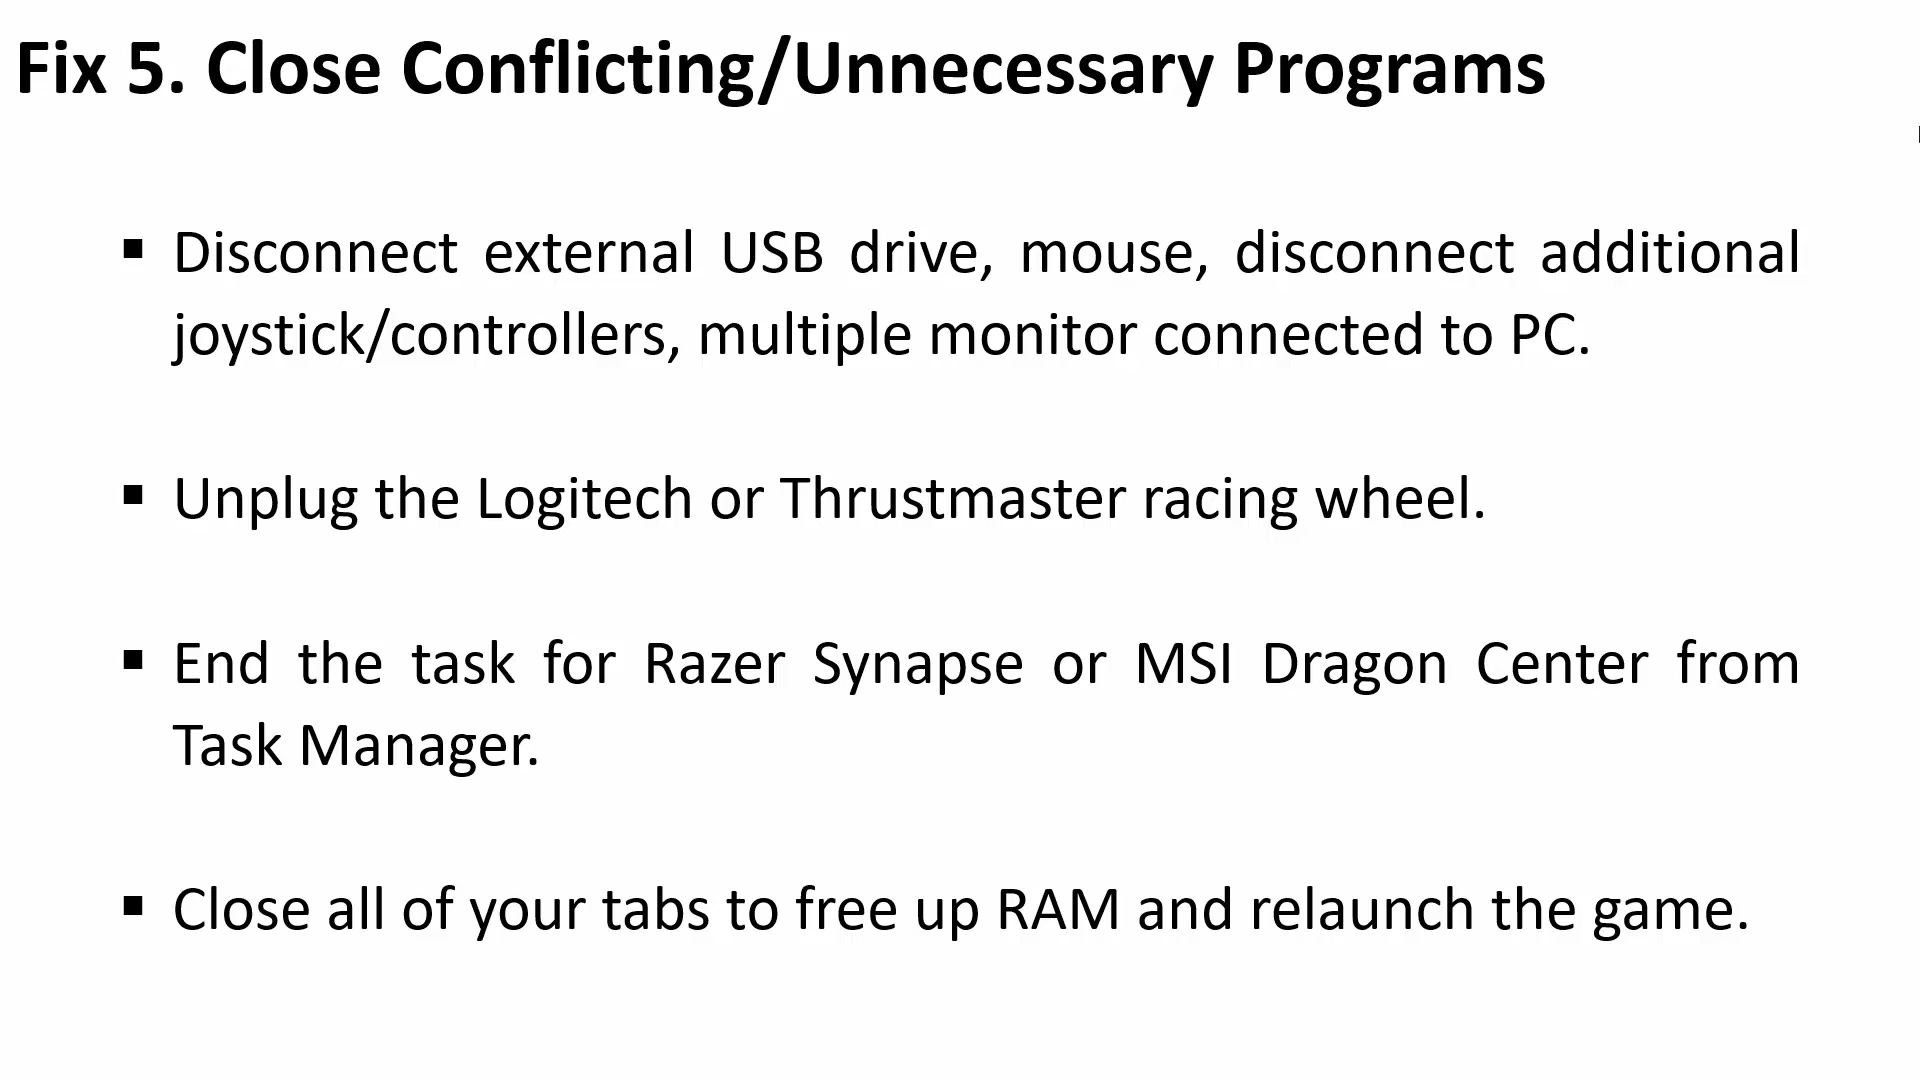 Fix 5. Close Conflicting/Unnecessary Programs
▪ Disconnect external USB drive, mouse, disconnect additional
joystick/controllers, multiple monitor connected to PC.
▪ Unplug the Logitech or Thrustmaster racing wheel.
▪ End the task for Razer Synapse or MSI Dragon Center from
Task Manager.
▪ Close all of your tabs to free up RAM and relaunch the game.